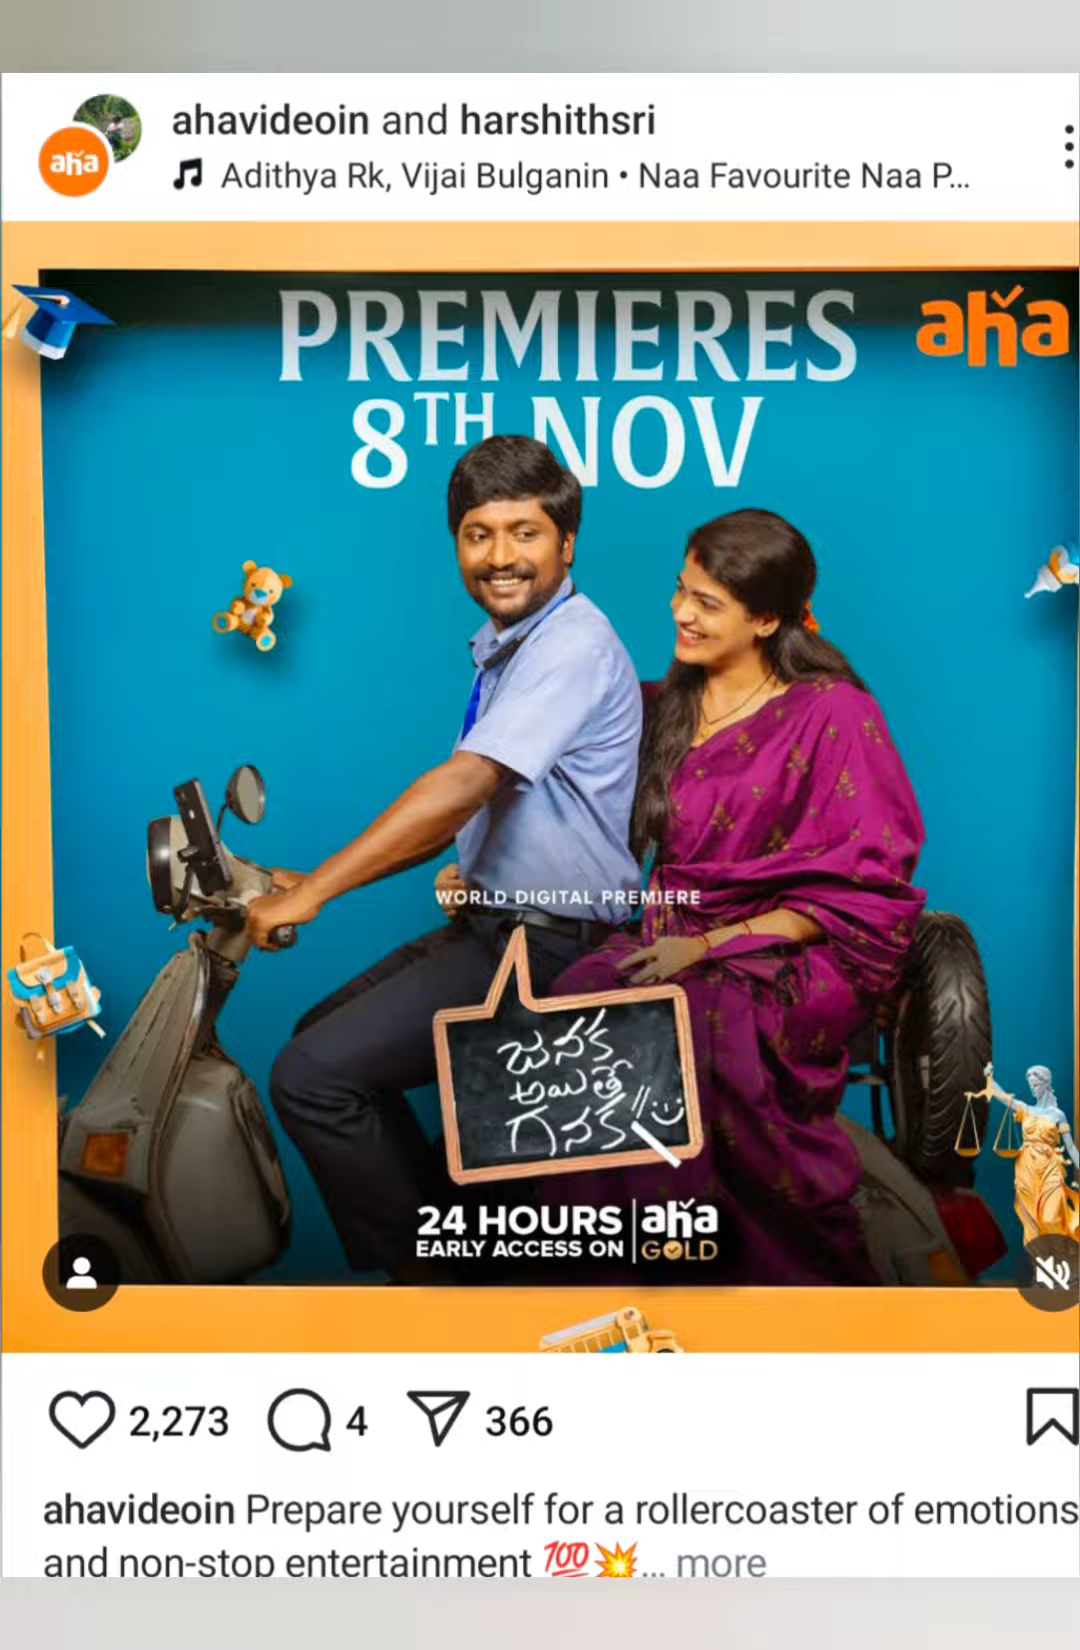 ahavideoin and harshithsri
aha
Adithya Rk, Vijai Bulganin • Naa Favourite Naa P...
PREMIERES
aha
8TH NOV
WORLD DIGITAL PREMIERE
జనక
అయితే
గనక
24 HOURS
EARLY ACCESS ON
aha
GOLD
2,273 4 366
ahavideoin Prepare yourself for a rollercoaster of emotions
and non-stop entertainment 💯💥... more